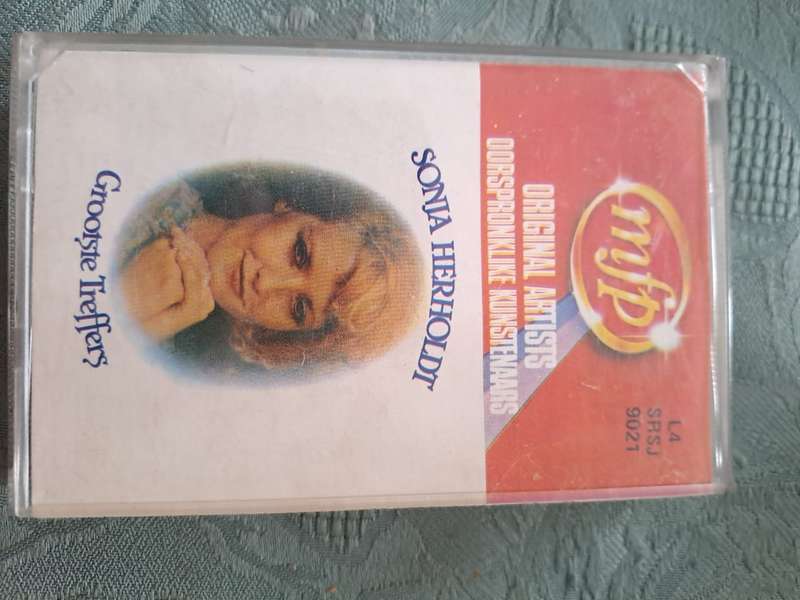 mfp
L4
SRSJ
9021
ORIGINAL ARTISTS
OORSPRONKLIKE KUNSTENAARS
SONJA HERHOLDT
Grootste Treffers